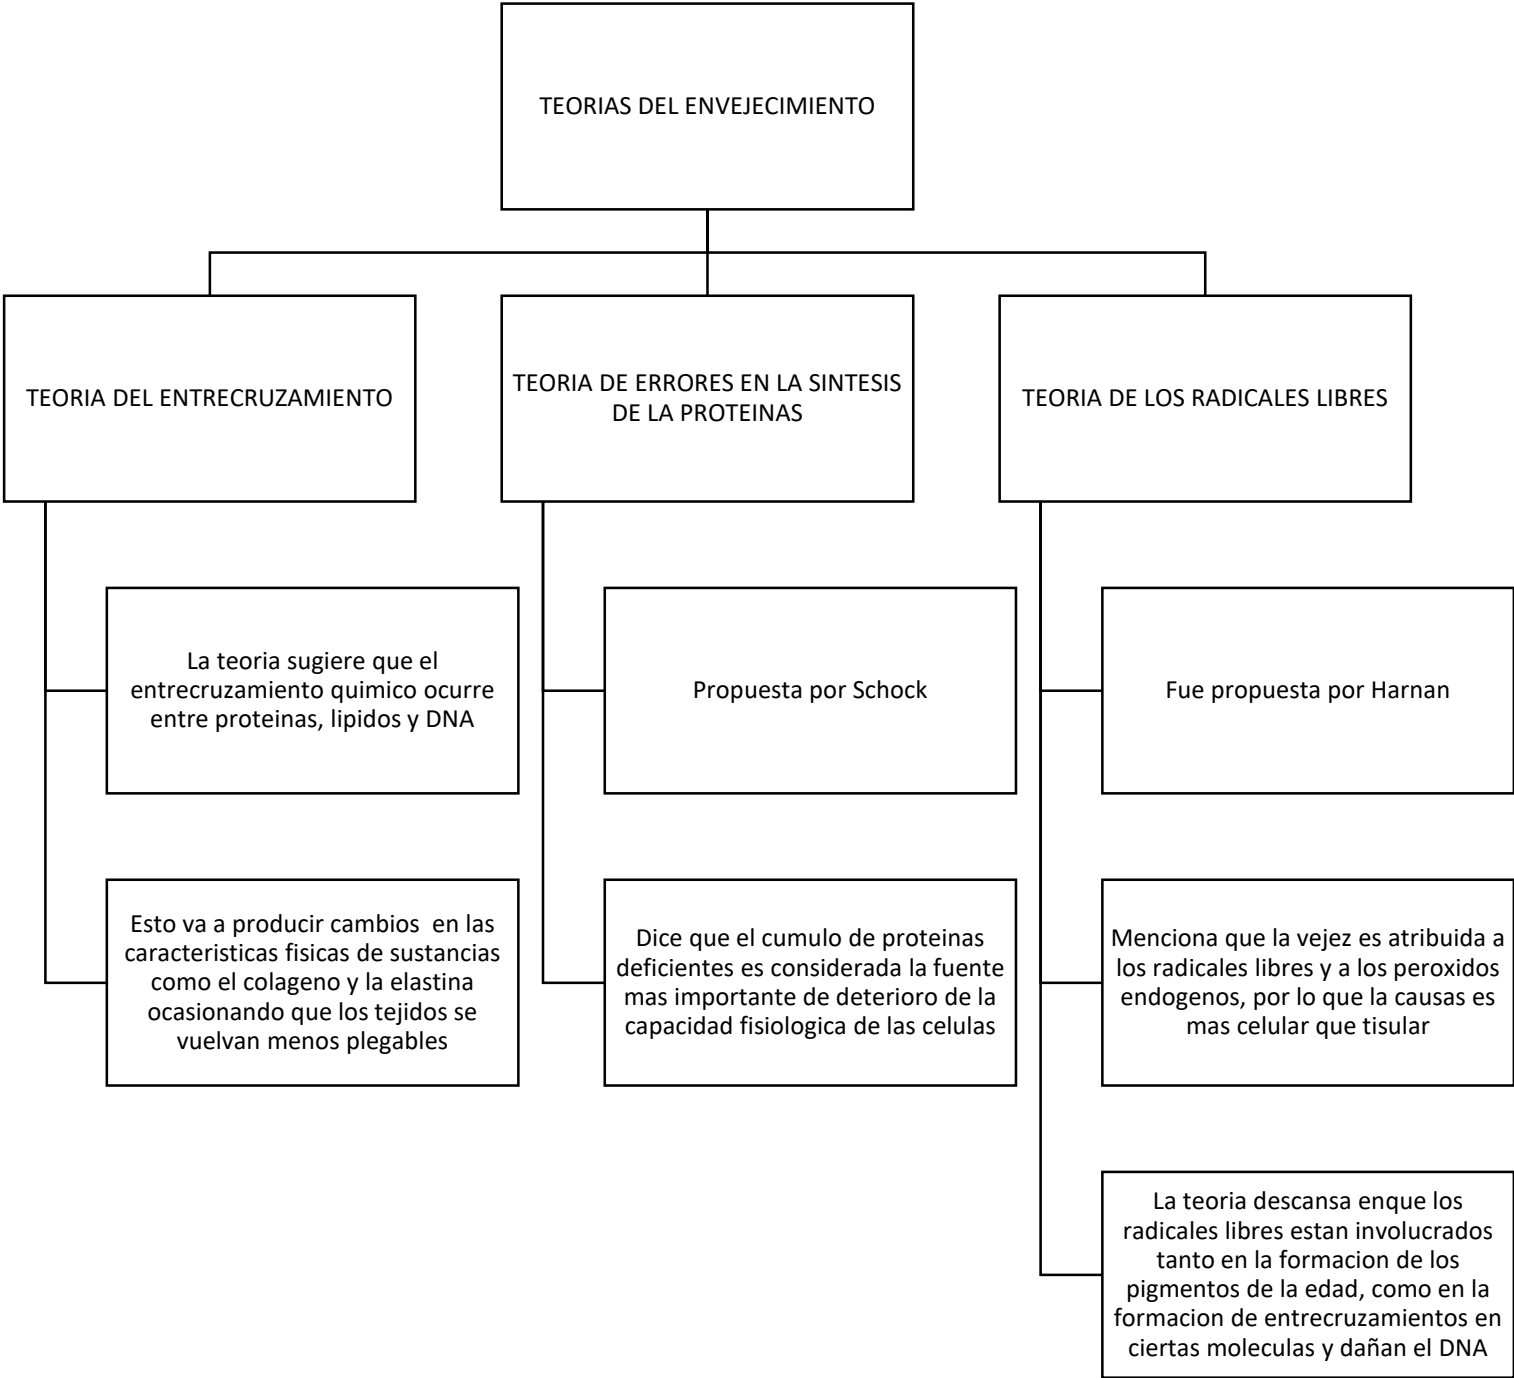 TEORIAS DEL ENVEJECIMIENTO
TEORIA DEL ENTRECRUZAMIENTO
La teoria sugiere que el
entrecruzamiento quimico ocurre
entre proteinas, lipidos y DNA
Esto va a producir cambios  en las
caracteristicas fisicas de sustancias
como el colageno y la elastina
ocasionando que los tejidos se
vuelvan menos plegables
TEORIA DE ERRORES EN LA SINTESIS
DE LA PROTEINAS
Propuesta por Schock
Dice que el cumulo de proteinas
deficientes es considerada la fuente
mas importante de deterioro de la
capacidad fisiologica de las celulas
TEORIA DE LOS RADICALES LIBRES
Fue propuesta por Harnan
Menciona que la vejez es atribuida a
los radicales libres y a los peroxidos
endogenos, por lo que la causas es
mas celular que tisular
La teoria descansa enque los
radicales libres estan involucrados
tanto en la formacion de los
pigmentos de la edad, como en la
formacion de entrecruzamientos en
ciertas moleculas y dañan el DNA